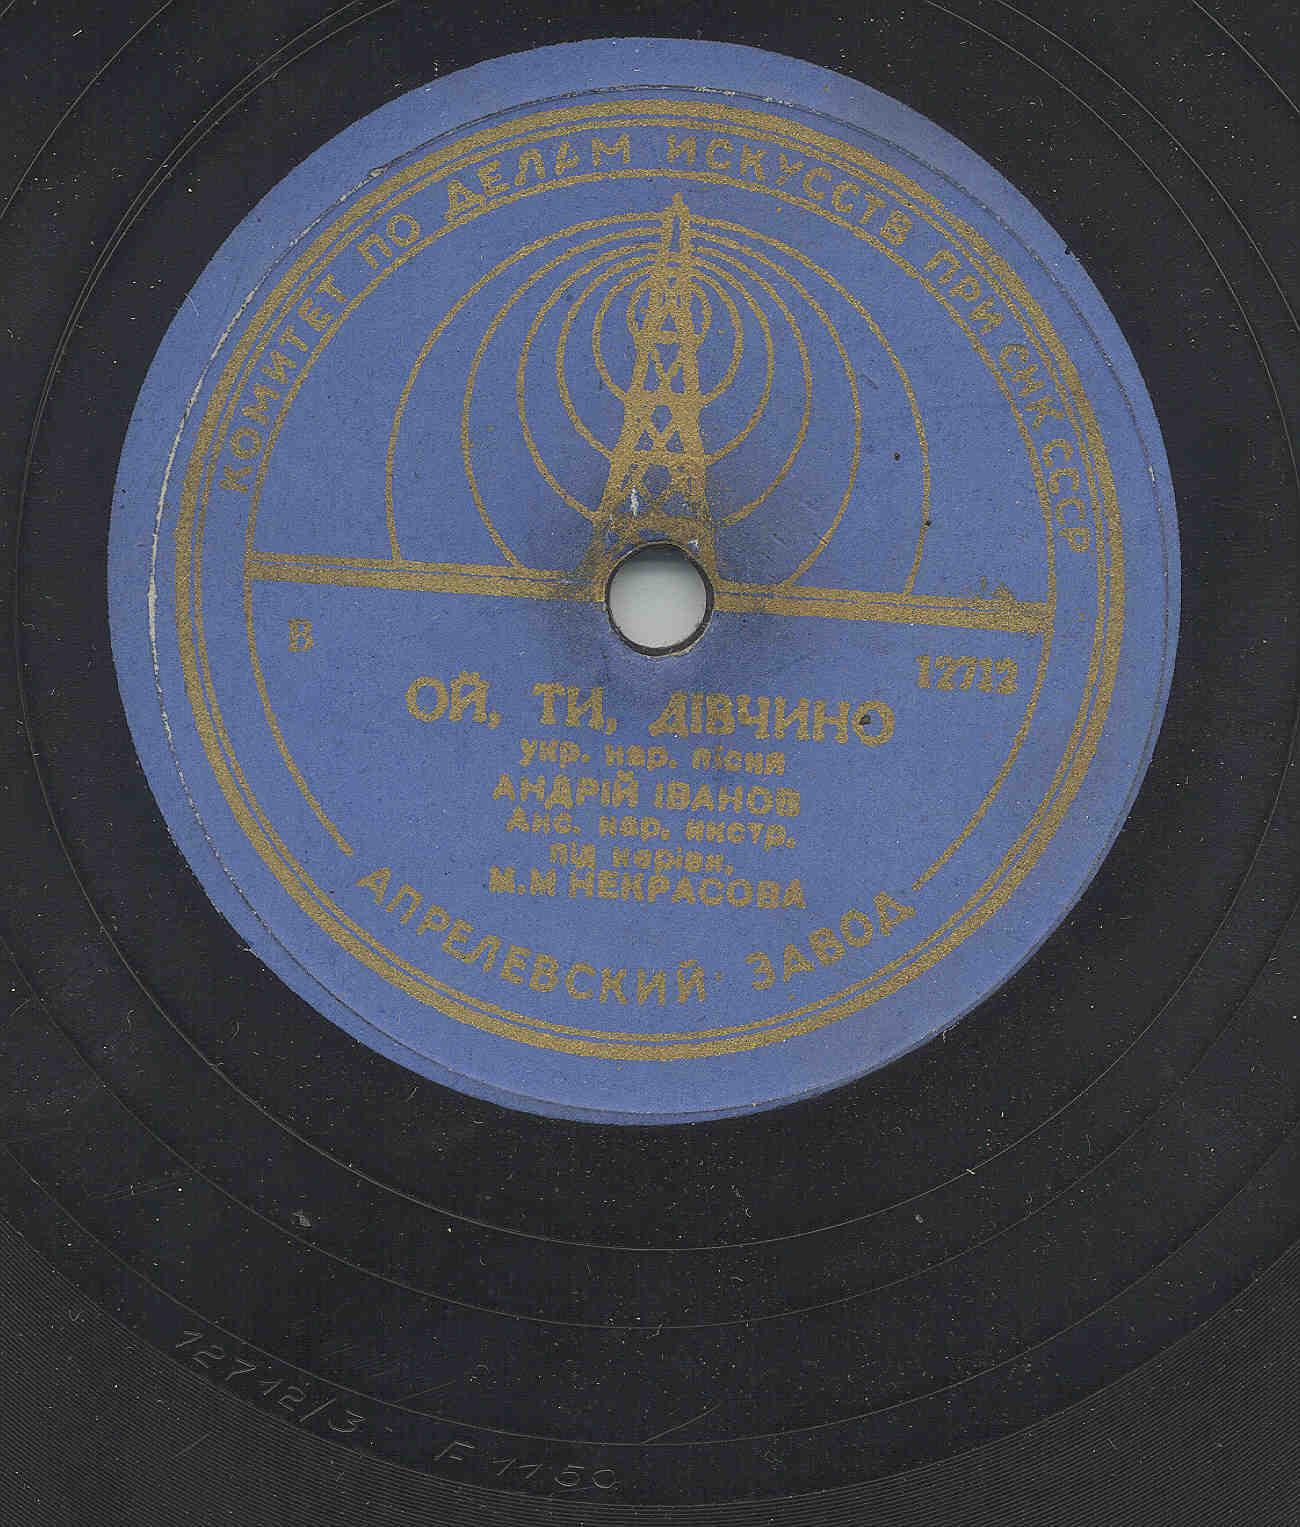 КОМИТЕТ ПО ДЕЛАМ ИСКУССТВ ПРИ СНК СССР
В
12712
ОЙ, ТИ, ДІВЧИНО
укр. нар. пісня
АНДРІЙ ІВАНОВ
Анс. нар. инстр.
під керівн,
М.М НЕКРАСОВА
АПРЕЛЕВСКИЙ ЗАВОД
12712/3 - F 1150